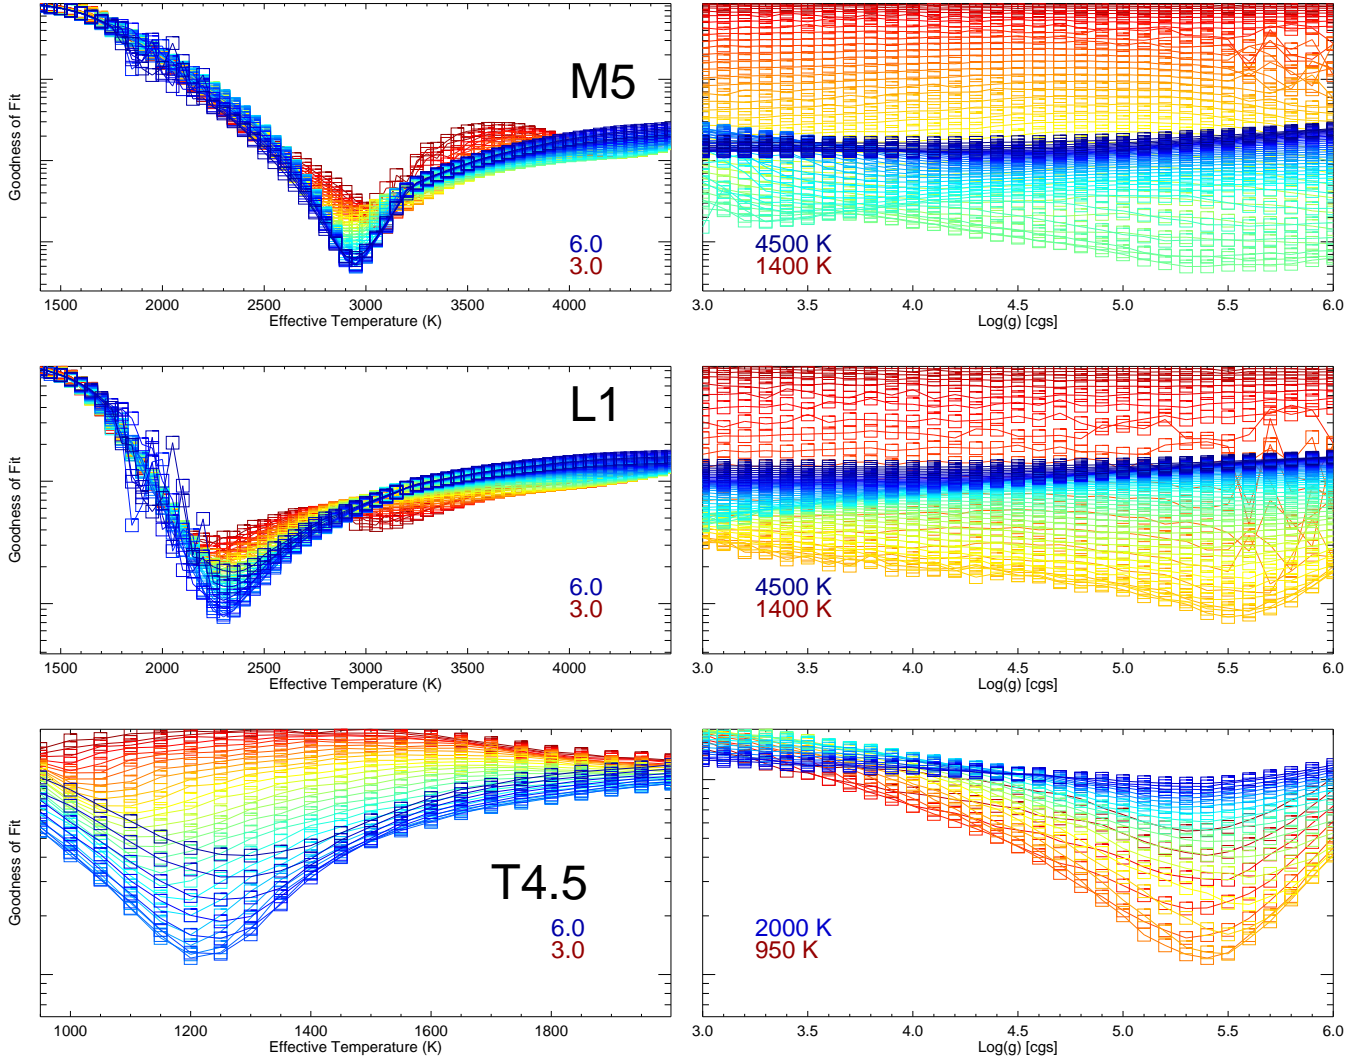 M5
Goodness of Fit
6.0
3.0
1500 2000 2500 3000 3500 4000
Effective Temperature (K)
4500 K
1400 K
3.0 3.5 4.0 4.5 5.0 5.5 6.0
Log(g) [cgs]
L1
Goodness of Fit
6.0
3.0
1500 2000 2500 3000 3500 4000
Effective Temperature (K)
4500 K
1400 K
3.0 3.5 4.0 4.5 5.0 5.5 6.0
Log(g) [cgs]
Goodness of Fit
T4.5
6.0
3.0
1000 1200 1400 1600 1800
Effective Temperature (K)
2000 K
950 K
3.0 3.5 4.0 4.5 5.0 5.5 6.0
Log(g) [cgs]